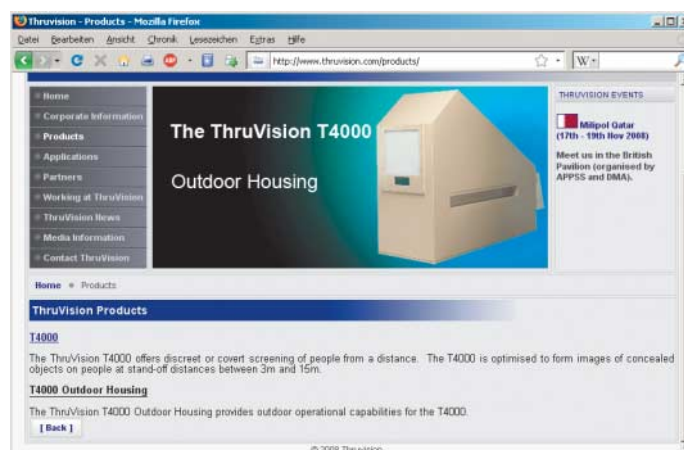 Thruvision - Products - Mozilla Firefox
Datei Bearbeiten Ansicht Chronik Lesezeichen Extras Hilfe
http://www.thruvision.com/products/
W
Home
Corporate Information
Products
Applications
Partners
Working at ThruVision
ThruVision News
Media Information
Contact ThruVision
The ThruVision T4000
Outdoor Housing
THRUVISION EVENTS
Milipol Qatar
(17th - 19th Nov 2008)
Meet us in the British
Pavilion (organised by
APPSS and DMA).
Home Products
ThruVision Products
T4000
The ThruVision T4000 offers discreet or covert screening of people from a distance. The T4000 is optimised to form images of concealed
objects on people at stand-off distances between 3m and 15m.
T4000 Outdoor Housing
The ThruVision T4000 Outdoor Housing provides outdoor operational capabilities for the T4000.
[ Back ]